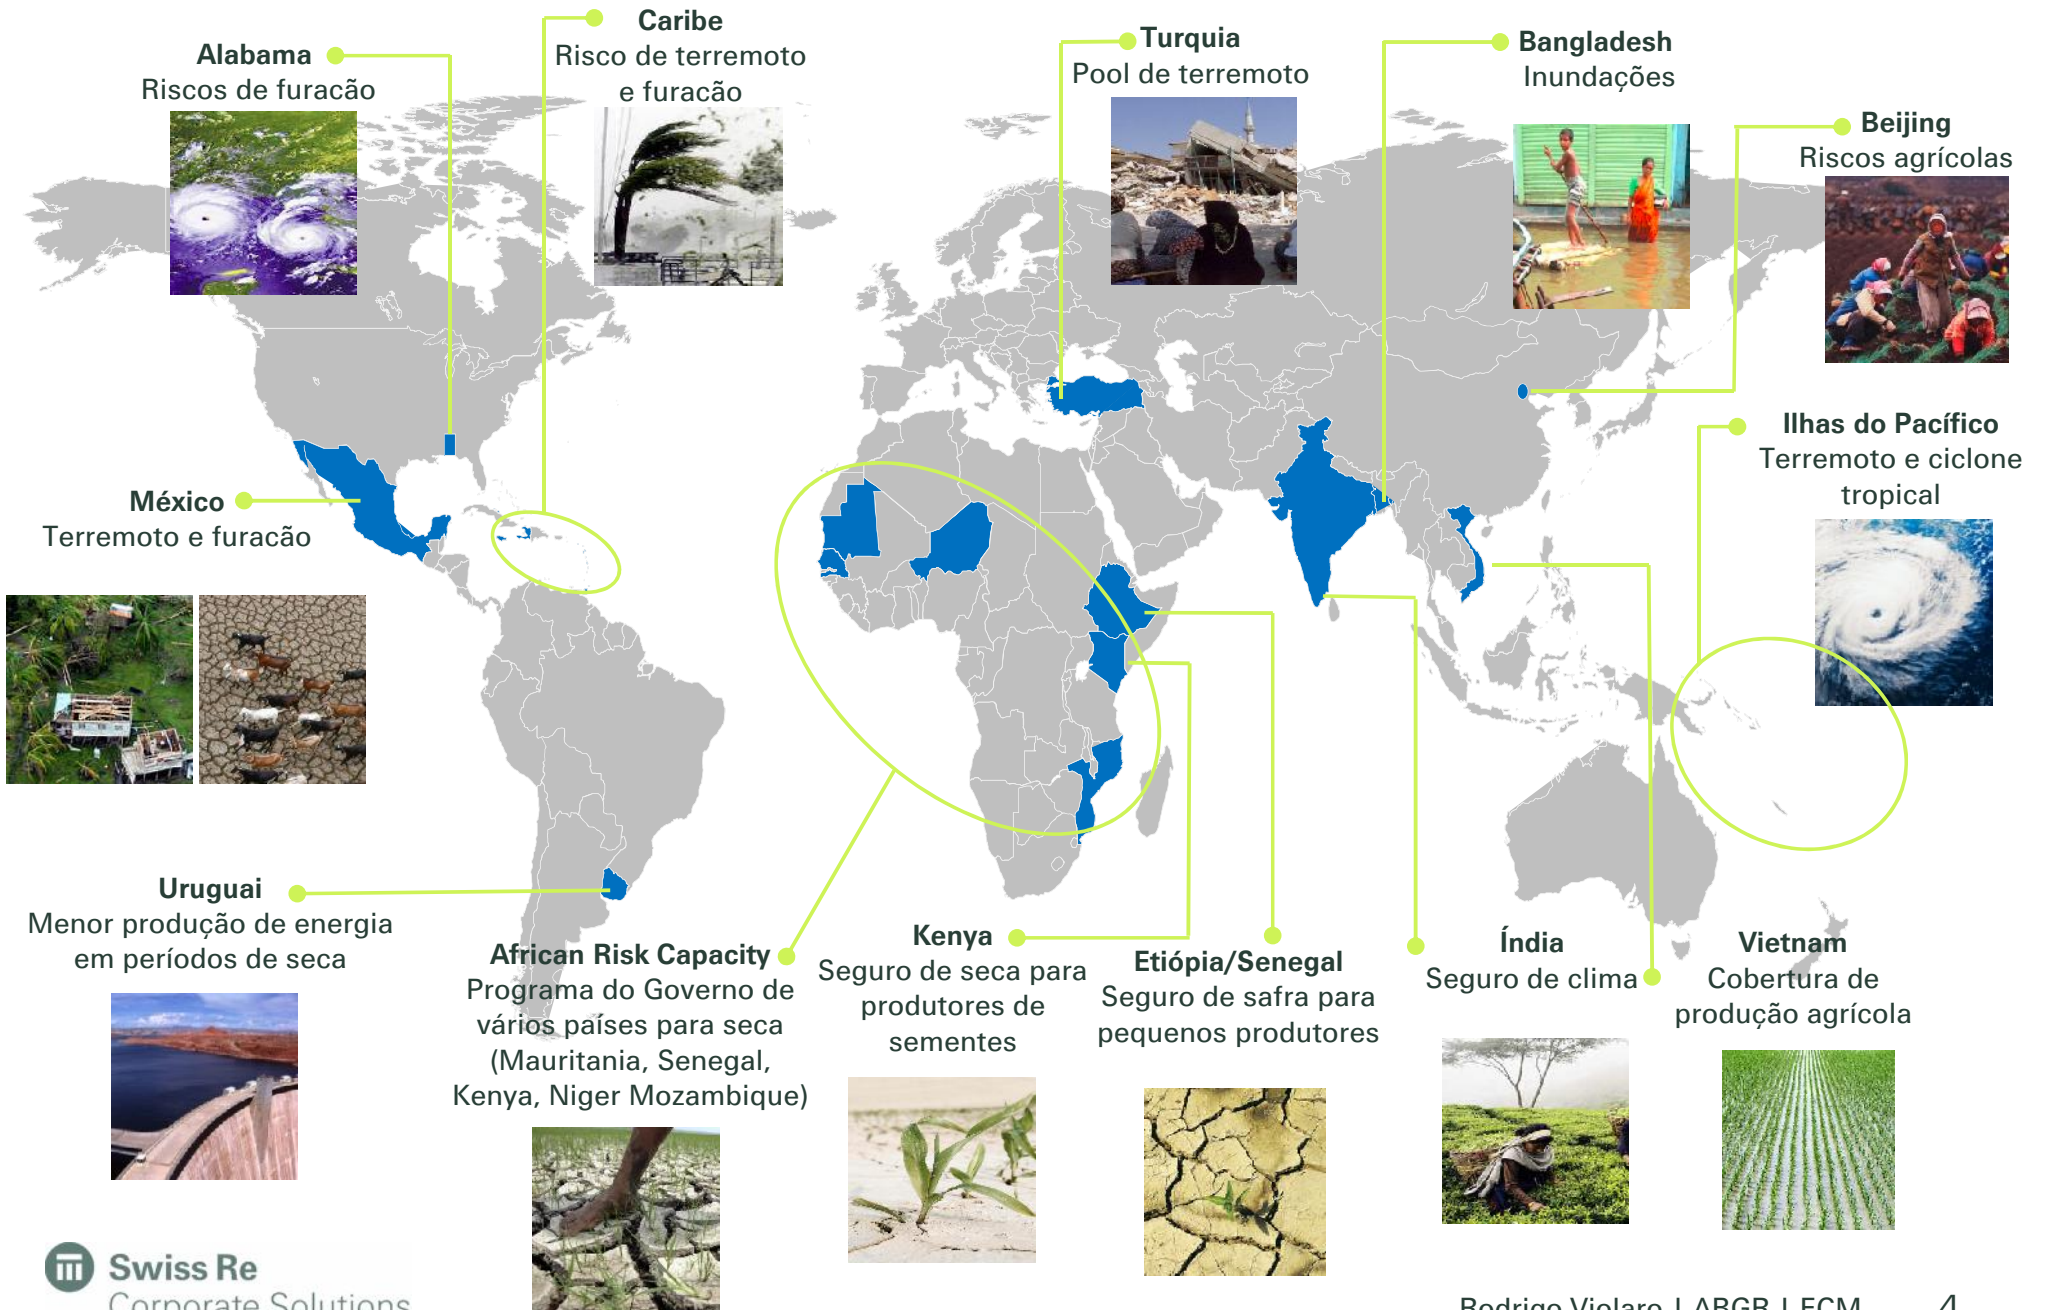 Caribe
Risco de terremoto
e furacão
Alabama
Riscos de furacão
Turquia
Pool de terremoto
Bangladesh
Inundações
Beijing
Riscos agrícolas
Ilhas do Pacífico
Terremoto e ciclone
tropical
México
Terremoto e furacão
Uruguai
Menor produção de energia
em períodos de seca
African Risk Capacity
Programa do Governo de
vários países para seca
(Mauritania, Senegal,
Kenya, Niger Mozambique)
Kenya
Seguro de seca para
produtores de
sementes
Etiópia/Senegal
Seguro de safra para
pequenos produtores
Índia
Seguro de clima
Vietnam
Cobertura de
produção agrícola
Swiss Re
Corporate Solutions
Rodrigo Violaro | ABGR | ECM 4